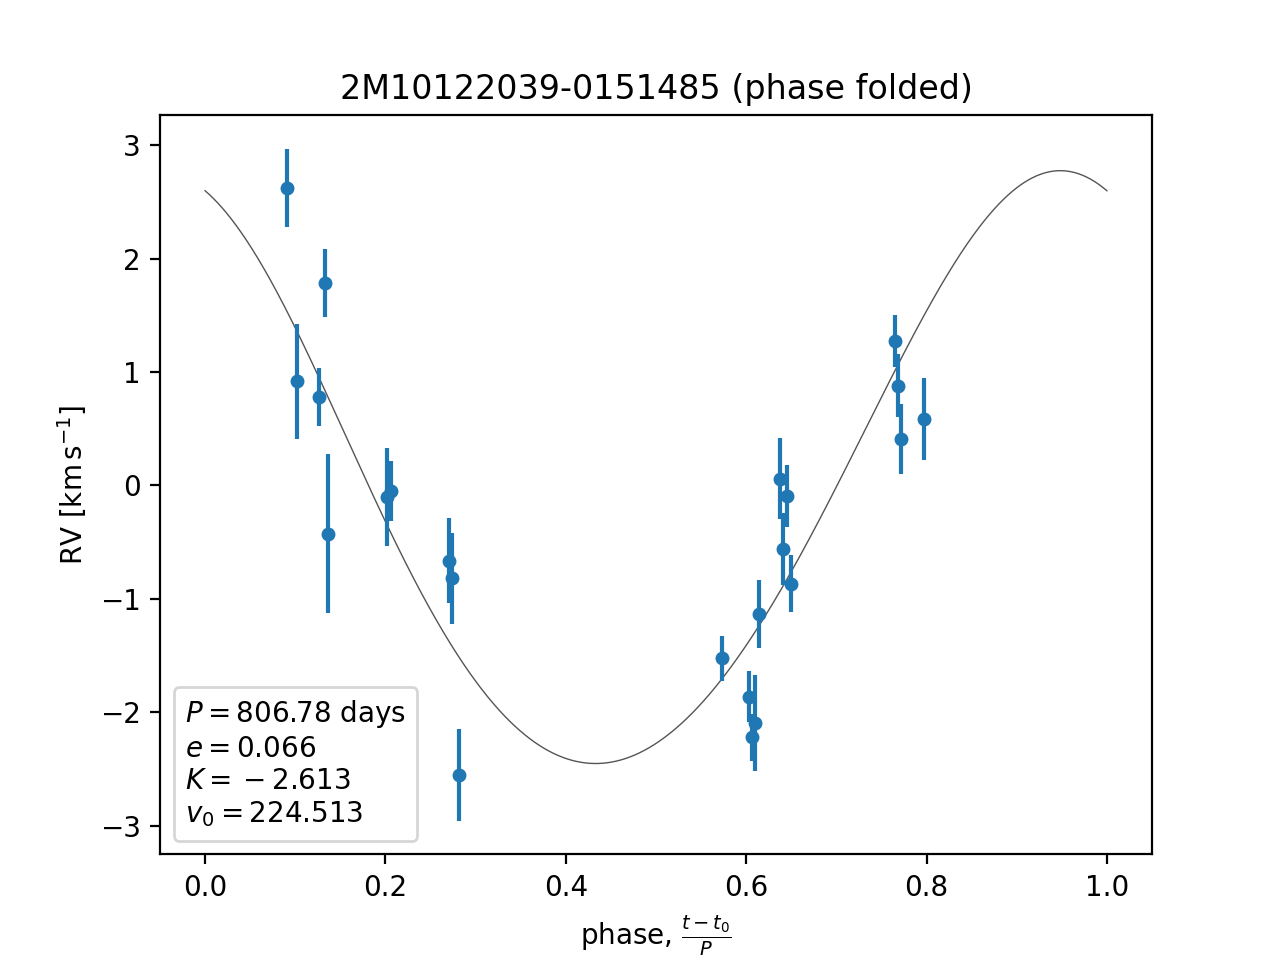 2M10122039-0151485 (phase folded)
3
2
1
0
−1
−2
−3
RV [km s⁻¹]
P = 806.78 days
e = 0.066
K = −2.613
v₀ = 224.513
0.0 0.2 0.4 0.6 0.8 1.0
phase, (t − t₀)/P